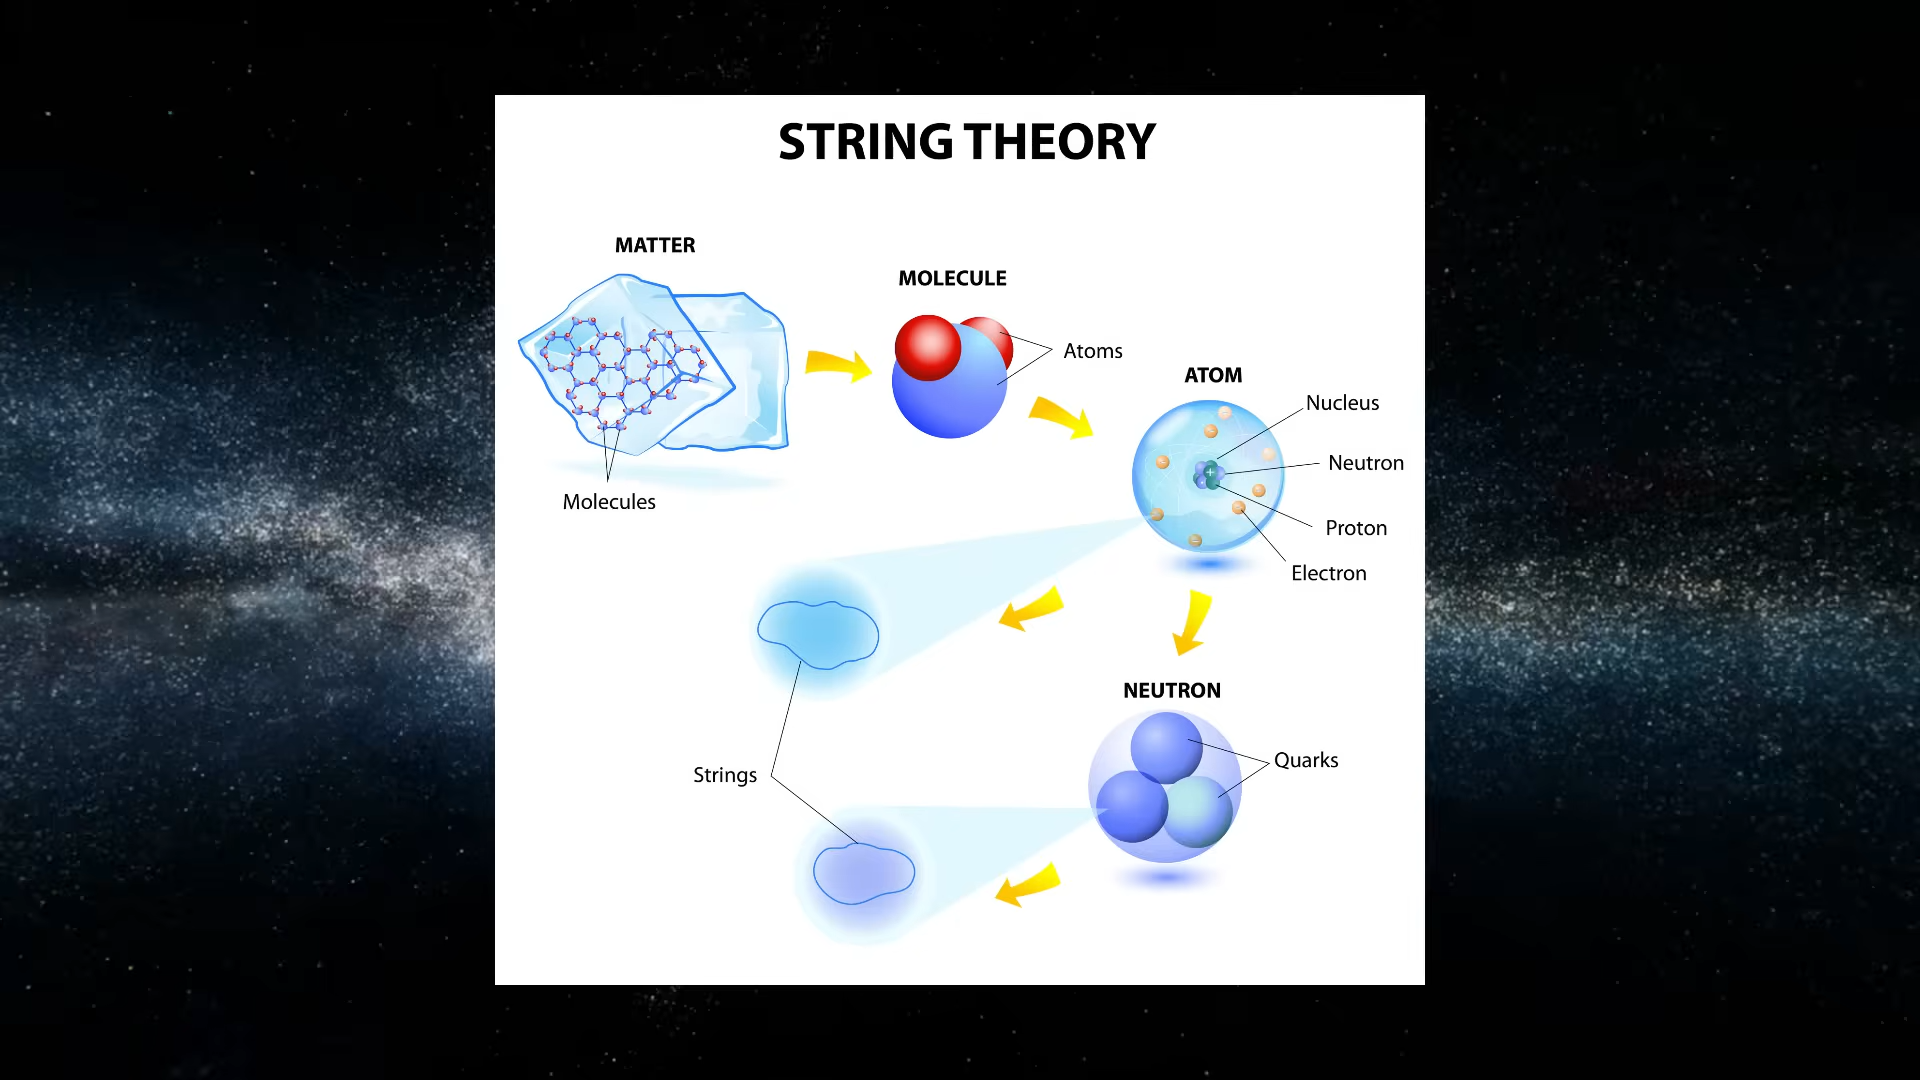 STRING THEORY
MATTER
MOLECULE
Atoms
ATOM
Nucleus
Neutron
Molecules
Proton
Electron
NEUTRON
Quarks
Strings